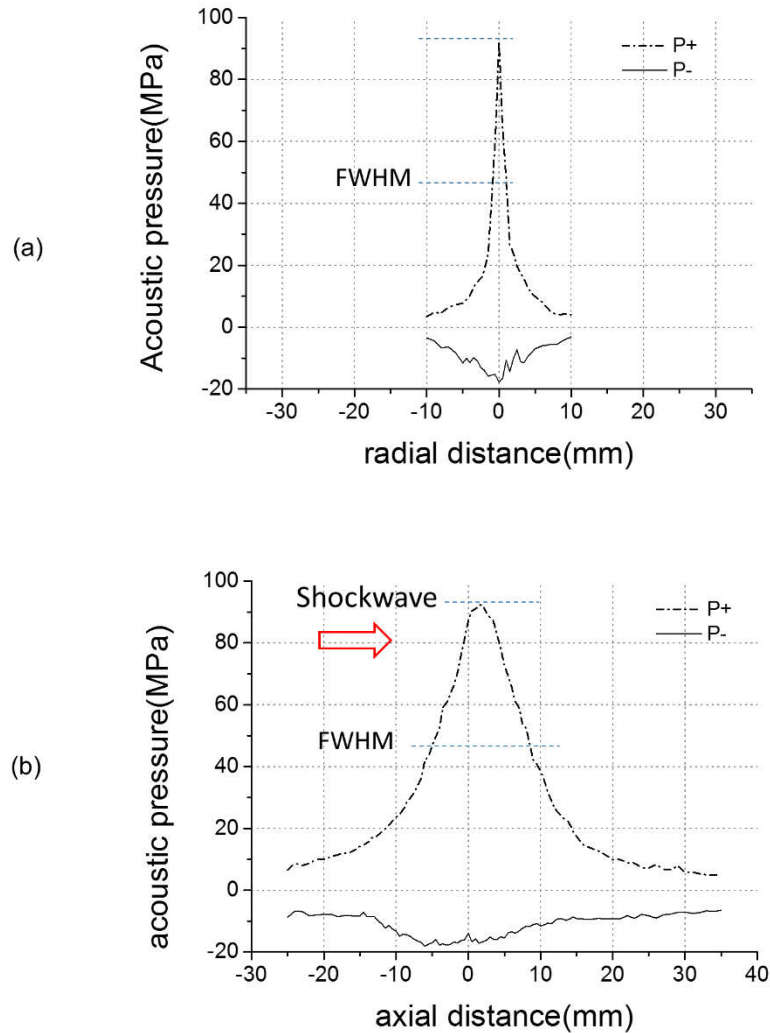 (a)
Acoustic pressure(MPa)
100
80
60
40
20
0
-20
FWHM
P+
P-
-30 -20 -10 0 10 20 30
radial distance(mm)
(b)
acoustic pressure(MPa)
100
80
60
40
20
0
-20
Shockwave
FWHM
P+
P-
-30 -20 -10 0 10 20 30 40
axial distance(mm)